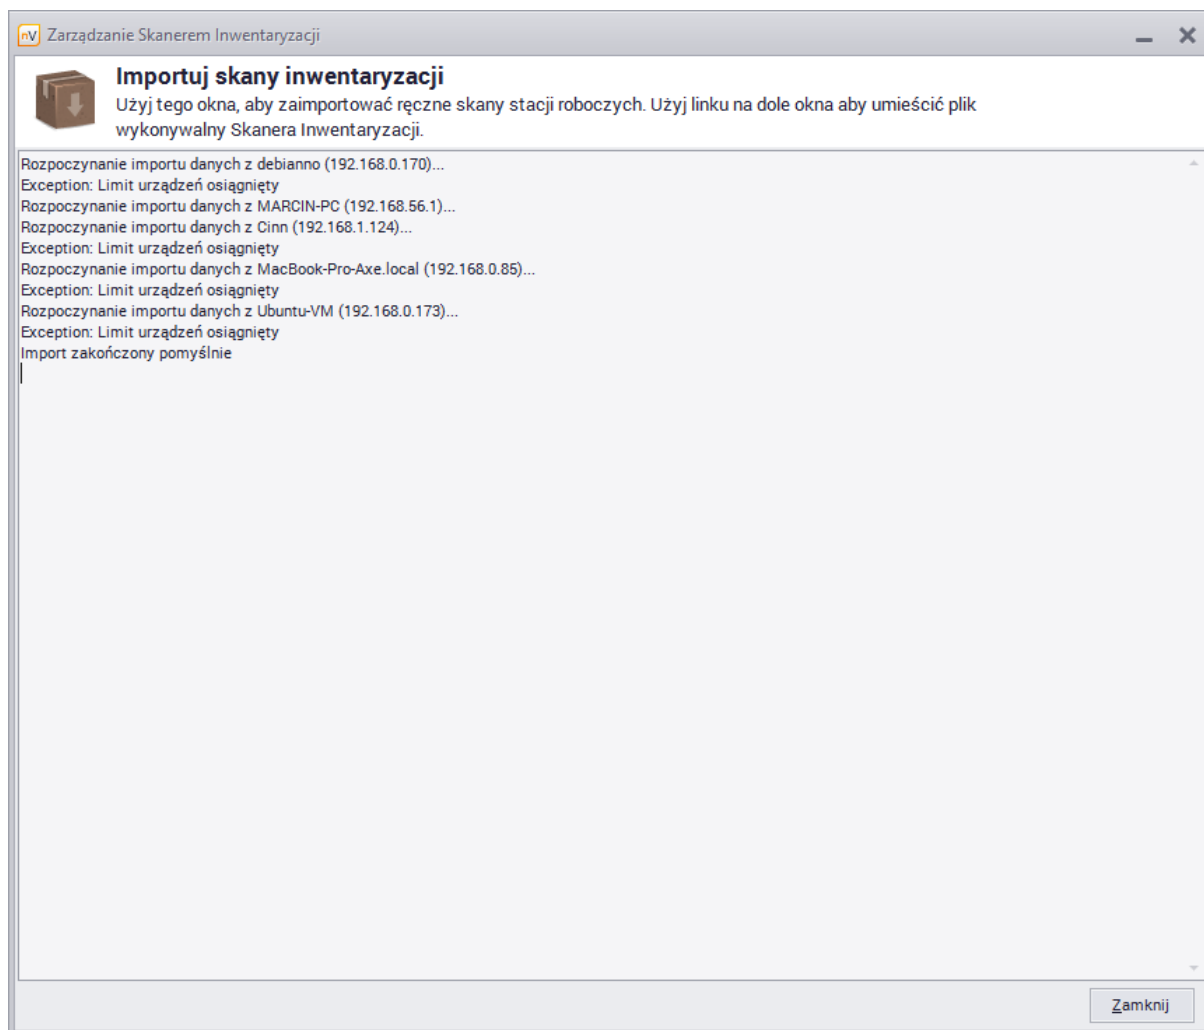 nV Zarządzanie Skanerem Inwentaryzacji
Importuj skany inwentaryzacji
Użyj tego okna, aby zaimportować ręczne skany stacji roboczych. Użyj linku na dole okna aby umieścić plik
wykonywalny Skanera Inwentaryzacji.
Rozpoczynanie importu danych z debianno (192.168.0.170)...
Exception: Limit urządzeń osiągnięty
Rozpoczynanie importu danych z MARCIN-PC (192.168.56.1)...
Rozpoczynanie importu danych z Cinn (192.168.1.124)...
Exception: Limit urządzeń osiągnięty
Rozpoczynanie importu danych z MacBook-Pro-Axe.local (192.168.0.85)...
Exception: Limit urządzeń osiągnięty
Rozpoczynanie importu danych z Ubuntu-VM (192.168.0.173)...
Exception: Limit urządzeń osiągnięty
Import zakończony pomyślnie
Zamknij